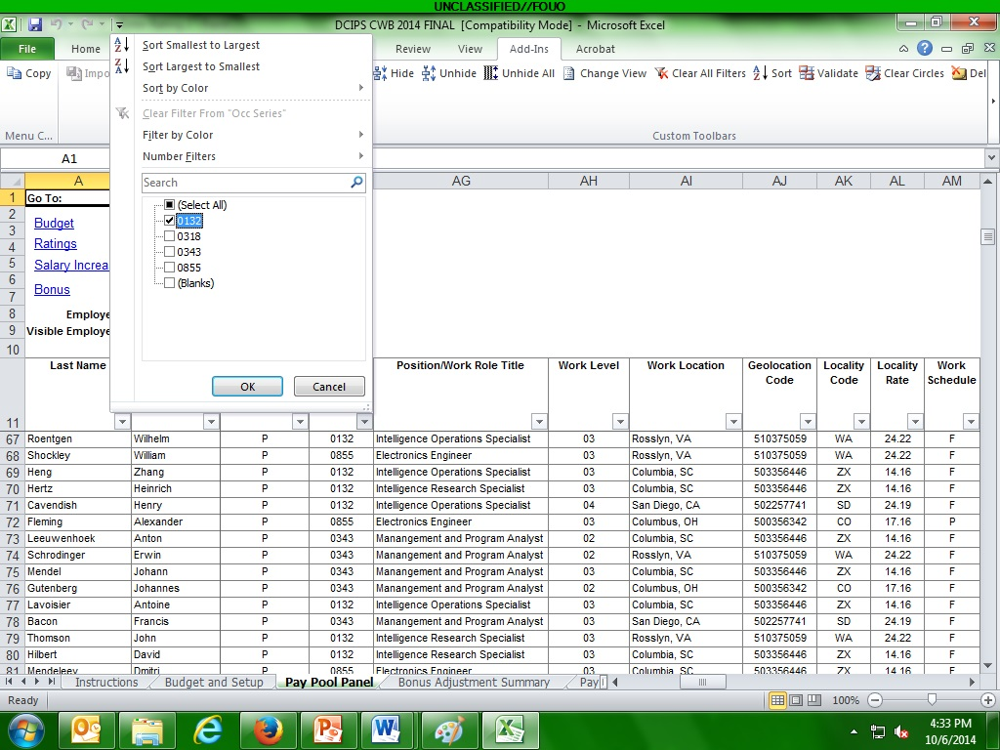 UNCLASSIFIED//FOUO
DCIPS CWB 2014 FINAL [Compatibility Mode] - Microsoft Excel
File Home Review View Add-Ins Acrobat
Copy Impo Hide Unhide Unhide All Change View Clear All Filters Sort Validate Clear Circles Del
Menu C... Custom Toolbars
Sort Smallest to Largest
Sort Largest to Smallest
Sort by Color
Clear Filter From "Occ Series"
Filter by Color
Number Filters
Search
(Select All)
0132
0318
0343
0855
(Blanks)
OK Cancel
A1
A AG AH AI AJ AK AL AM
1 Go To:
2 Budget
3
4 Ratings
5 Salary Increa
6
7 Bonus
8 Employe
9 Visible Employe
10
11 Last Name Position/Work Role Title Work Level Work Location Geolocation Code Locality Code Locality Rate Work Schedule
67 Roentgen Wilhelm P 0132 Intelligence Operations Specialist 03 Rosslyn, VA 510375059 WA 24.22 F
68 Shockley William P 0855 Electronics Engineer 03 Rosslyn, VA 510375059 WA 24.22 F
69 Heng Zhang P 0132 Intelligence Operations Specialist 03 Columbia, SC 503356446 ZX 14.16 F
70 Hertz Heinrich P 0132 Intelligence Research Specialist 03 Columbia, SC 503356446 ZX 14.16 F
71 Cavendish Henry P 0132 Intelligence Operations Specialist 04 San Diego, CA 502257741 SD 24.19 F
72 Fleming Alexander P 0855 Electronics Engineer 03 Columbus, OH 500356342 CO 17.16 P
73 Leeuwenhoek Anton P 0343 Manangement and Program Analyst 02 Columbia, SC 503356446 ZX 14.16 F
74 Schrodinger Erwin P 0343 Manangement and Program Analyst 02 Rosslyn, VA 510375059 WA 24.22 F
75 Mendel Johann P 0343 Manangement and Program Analyst 03 Columbia, SC 503356446 ZX 14.16 F
76 Gutenberg Johannes P 0343 Manangement and Program Analyst 02 Columbus, OH 500356342 CO 17.16 F
77 Lavoisier Antoine P 0132 Intelligence Operations Specialist 03 Columbia, SC 503356446 ZX 14.16 F
78 Bacon Francis P 0343 Manangement and Program Analyst 03 San Diego, CA 502257741 SD 24.19 F
79 Thomson John P 0132 Intelligence Research Specialist 03 Rosslyn, VA 510375059 WA 24.22 F
80 Hilbert David P 0132 Intelligence Research Specialist 03 Columbia, SC 503356446 ZX 14.16 F
81 Mendeleev Dmitri P 0855 Electronics Engineer 03 Columbia, SC 503356446 ZX 14.16 F
Instructions Budget and Setup Pay Pool Panel Bonus Adjustment Summary Pay
Ready 100%
4:33 PM
10/6/2014